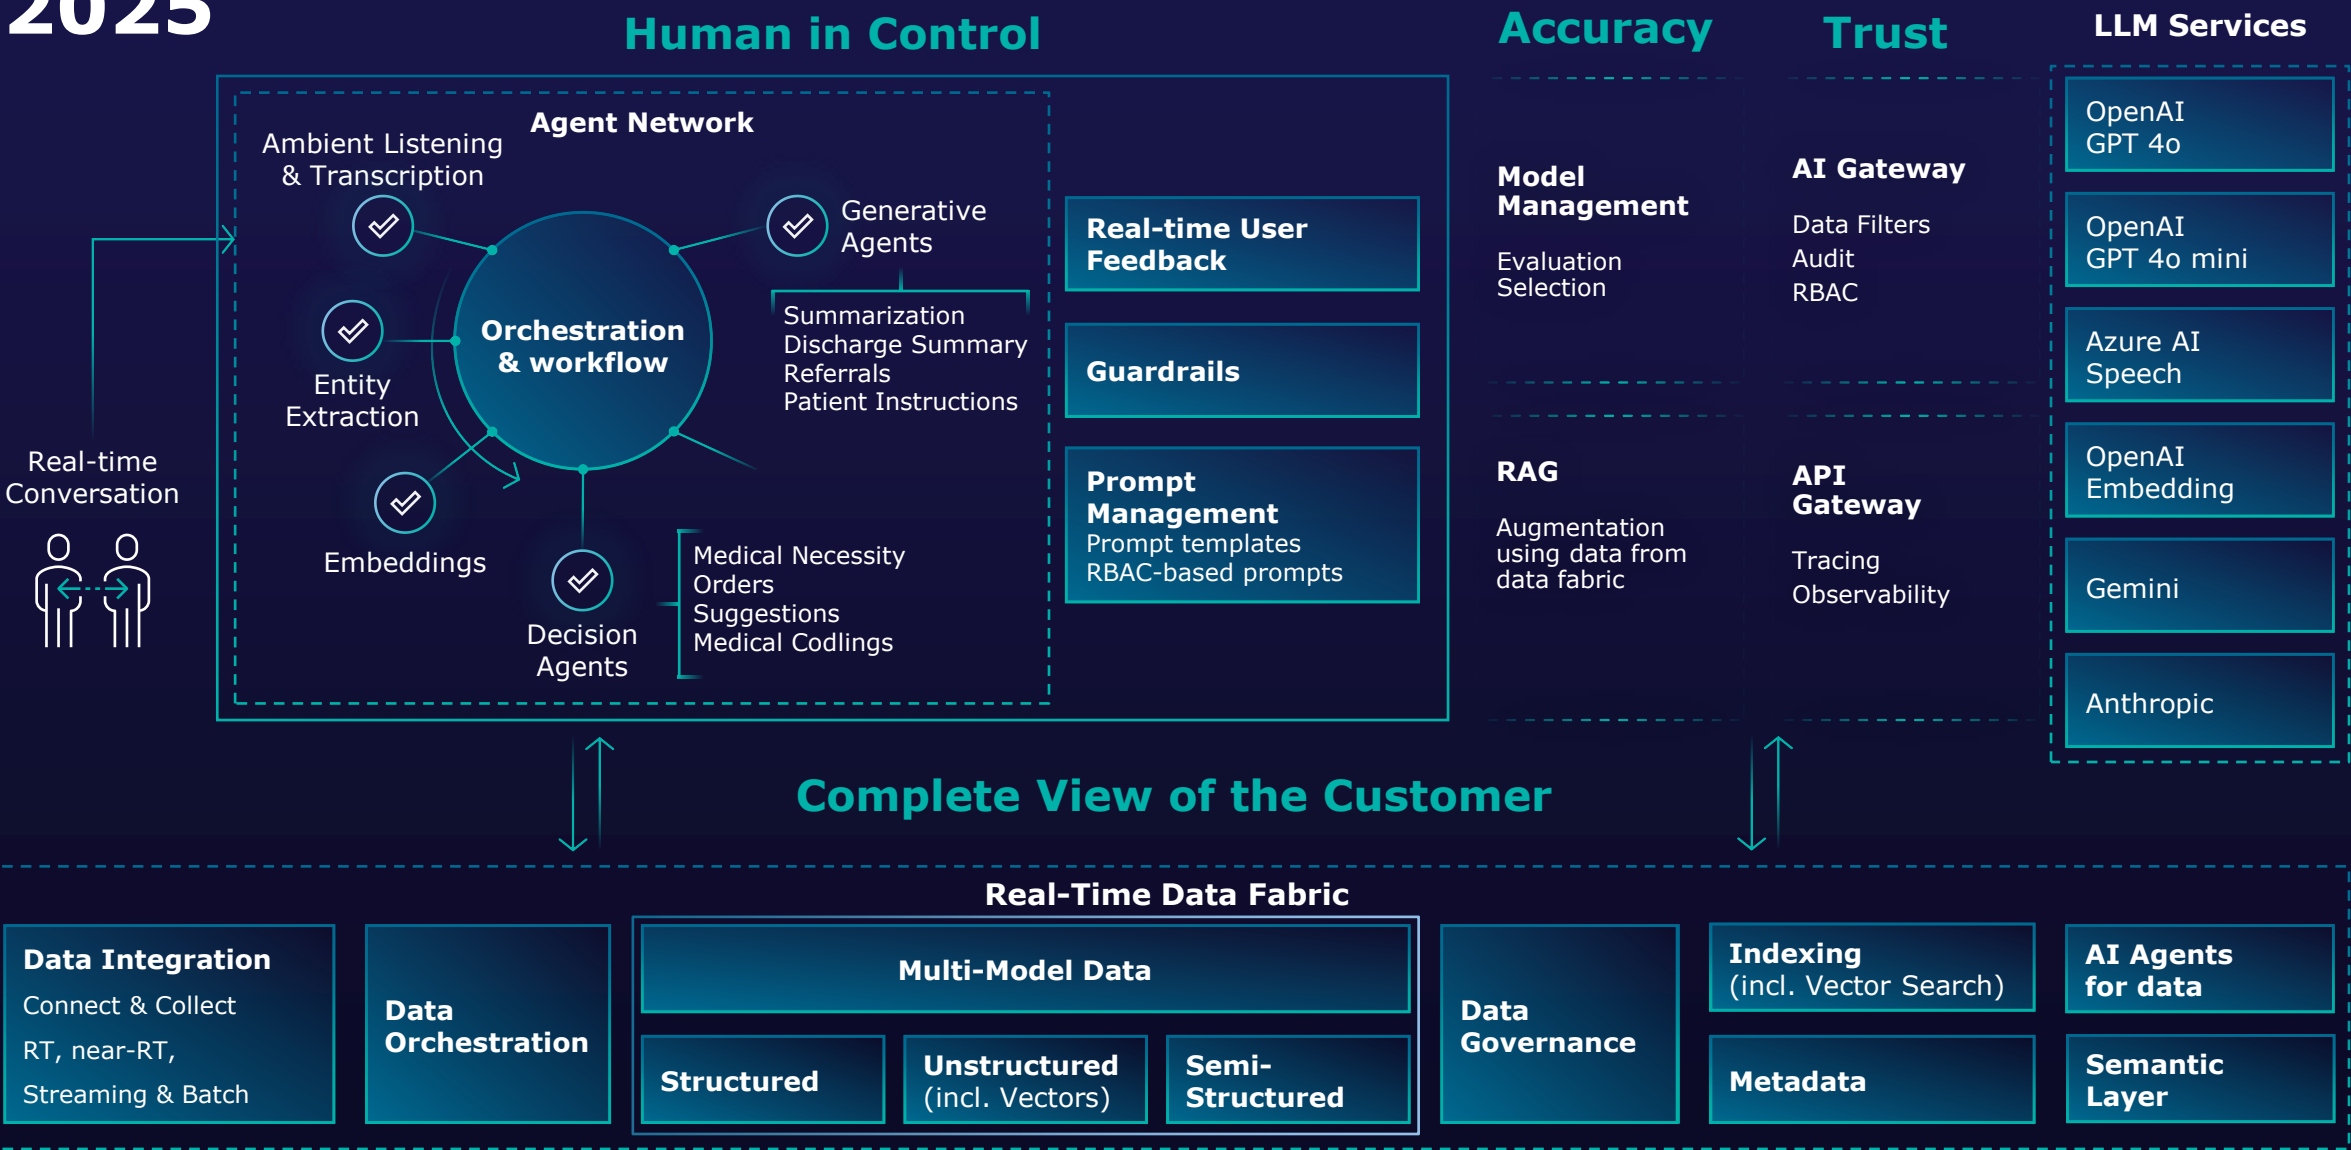 2025
Human in Control
Accuracy
Trust
LLM Services
Agent Network
Ambient Listening
& Transcription
Generative
Agents
Summarization
Discharge Summary
Referrals
Patient Instructions
Orchestration
& workflow
Entity
Extraction
Embeddings
Decision
Agents
Medical Necessity
Orders
Suggestions
Medical Codlings
Real-time
Conversation
Real-time User
Feedback
Guardrails
Prompt
Management
Prompt templates
RBAC-based prompts
Model
Management
Evaluation
Selection
RAG
Augmentation
using data from
data fabric
AI Gateway
Data Filters
Audit
RBAC
API
Gateway
Tracing
Observability
OpenAI
GPT 4o
OpenAI
GPT 4o mini
Azure AI
Speech
OpenAI
Embedding
Gemini
Anthropic
Complete View of the Customer
Real-Time Data Fabric
Data Integration
Connect & Collect
RT, near-RT,
Streaming & Batch
Data
Orchestration
Multi-Model Data
Structured
Unstructured
(incl. Vectors)
Semi-
Structured
Data
Governance
Indexing
(incl. Vector Search)
Metadata
AI Agents
for data
Semantic
Layer